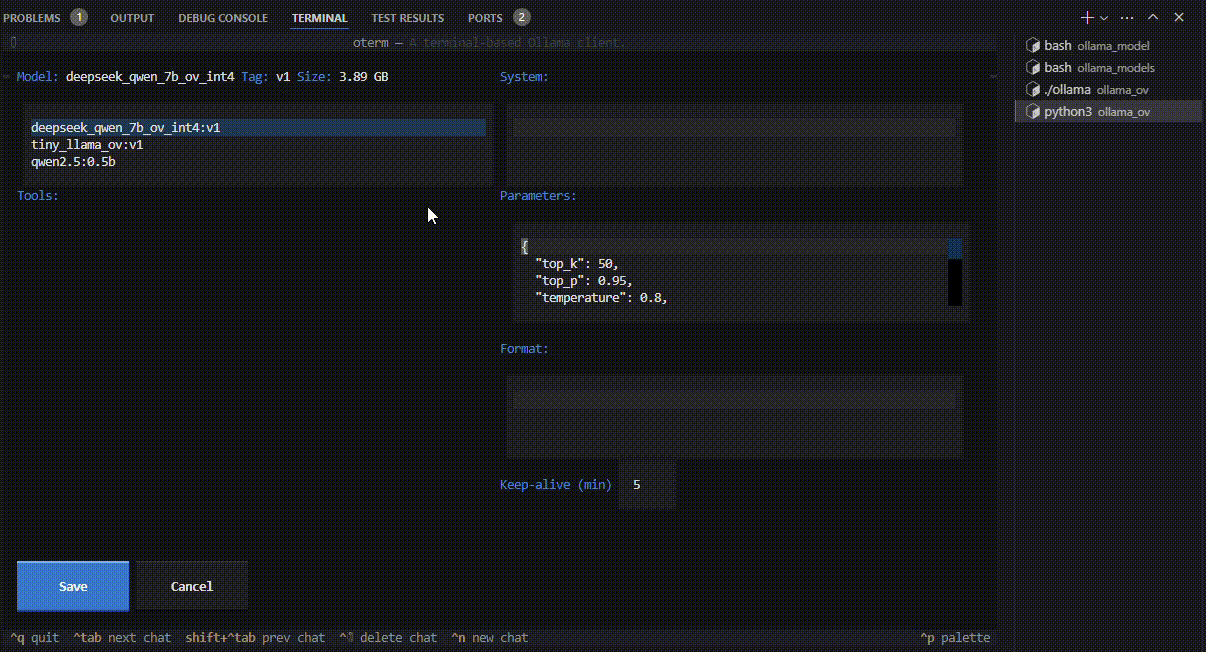 PROBLEMS 1 OUTPUT DEBUG CONSOLE TERMINAL TEST RESULTS PORTS 2
oterm — A terminal-based Ollama client.
Model: deepseek_qwen_7b_ov_int4 Tag: v1 Size: 3.89 GB
deepseek_qwen_7b_ov_int4:v1
tiny_llama_ov:v1
qwen2.5:0.5b
Tools:
System:
Parameters:
{
"top_k": 50,
"top_p": 0.95,
"temperature": 0.8,
Format:
Keep-alive (min) 5
Save Cancel
^q quit ^tab next chat shift+^tab prev chat ^ delete chat ^n new chat ^p palette
bash ollama_model
bash ollama_models
./ollama ollama_ov
python3 ollama_ov